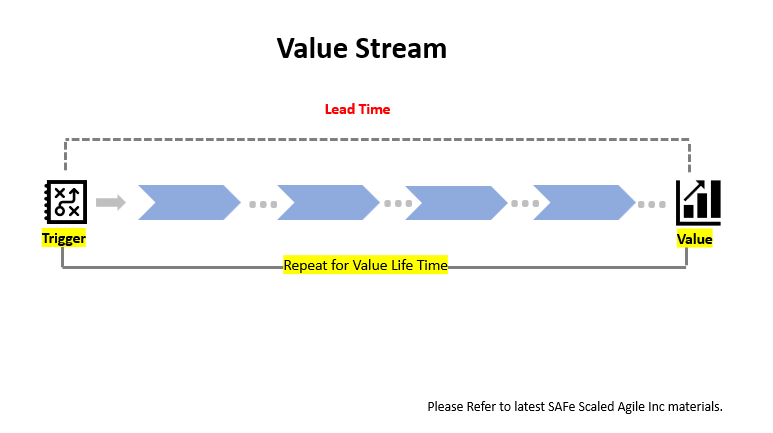 Value Stream
Lead Time
Trigger
Value
Repeat for Value Life Time
Please Refer to latest SAFe Scaled Agile Inc materials.